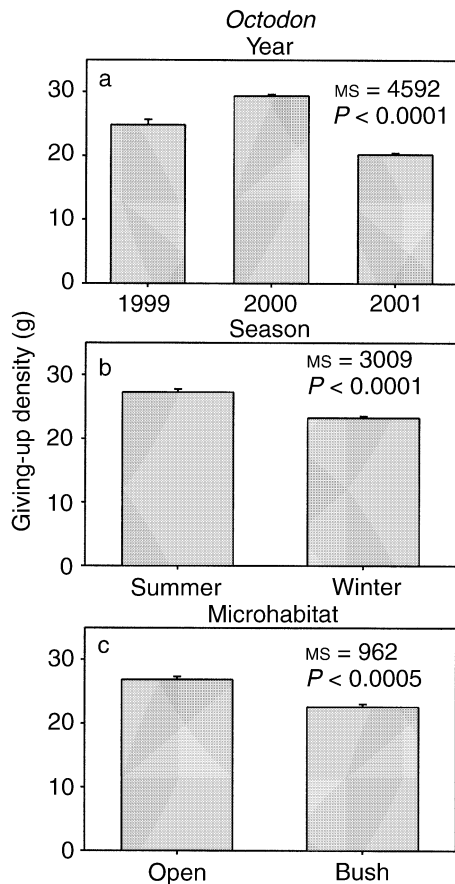 Octodon
Year
a
MS = 4592
P < 0.0001
30
20
10
0
1999 2000 2001
Giving-up density (g)
Season
b
MS = 3009
P < 0.0001
30
20
10
0
Summer Winter
Microhabitat
c
MS = 962
P < 0.0005
30
20
10
0
Open Bush